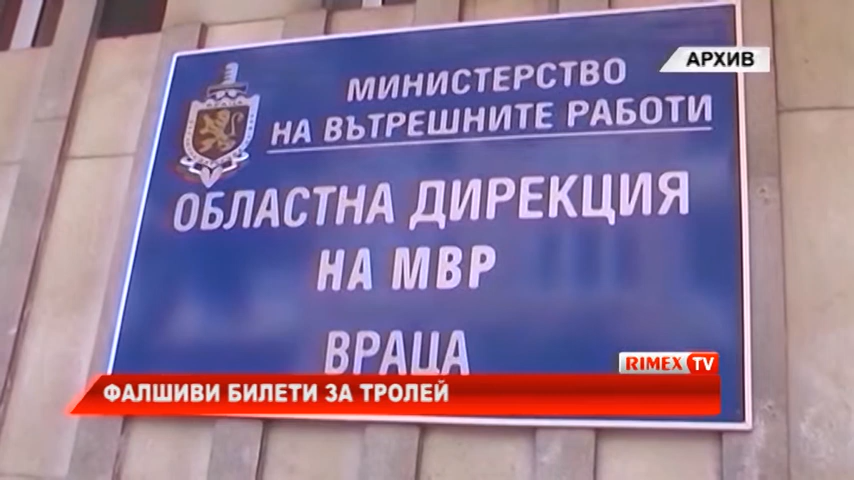 АРХИВ
МИНИСТЕРСТВО
НА ВЪТРЕШНИТЕ РАБОТИ
ОБЛАСТНА ДИРЕКЦИЯ
НА МВР
ВРАЦА
RIMEX TV
ФАЛШИВИ БИЛЕТИ ЗА ТРОЛЕЙ